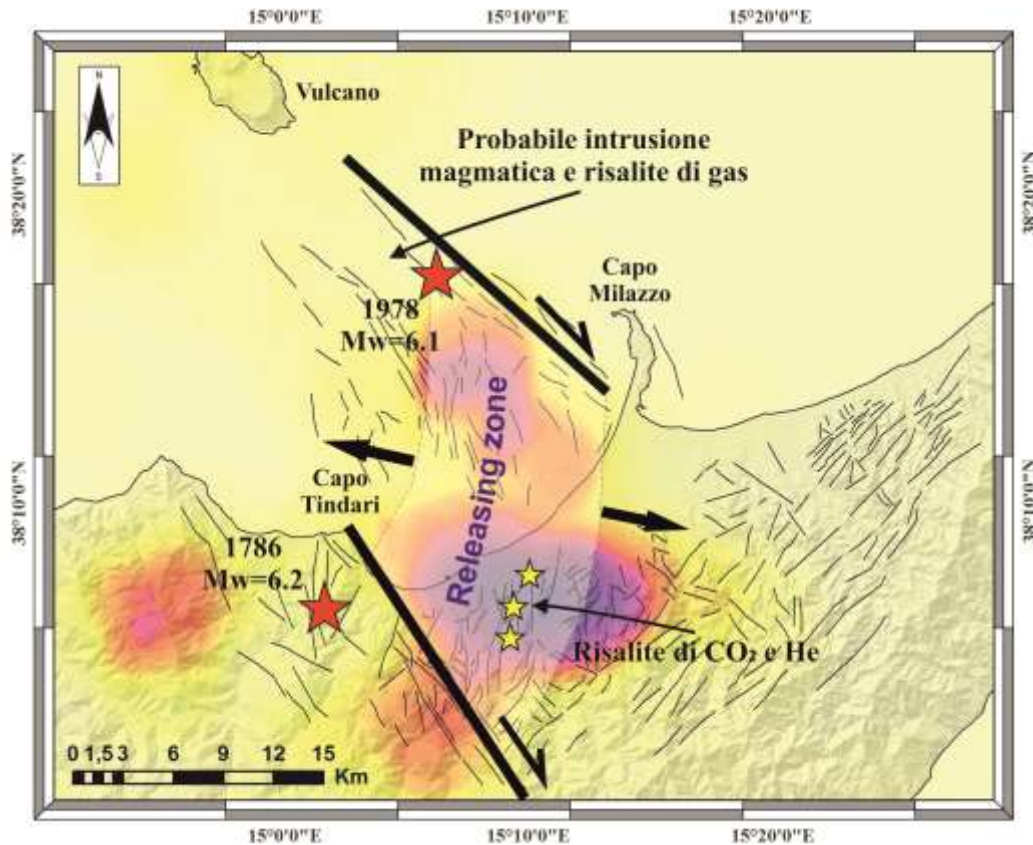 15°0'0"E 15°10'0"E 15°20'0"E
N
S
Vulcano
Probabile intrusione
magmatica e risalite di gas
38°20'0"N
38°20'0"N
Capo
Milazzo
1978
Mw=6.1
Releasing zone
Capo
Tindari
38°10'0"N
38°10'0"N
1786
Mw=6.2
Risalite di CO₂ e He
0 1,5 3 6 9 12 15
Km
15°0'0"E 15°10'0"E 15°20'0"E